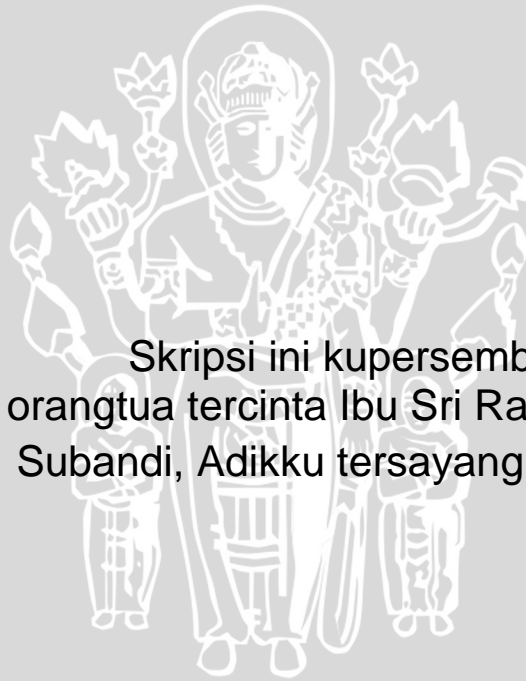 Skripsi ini kupersemb
orangtua tercinta Ibu Sri Ra
Subandi, Adikku tersayang